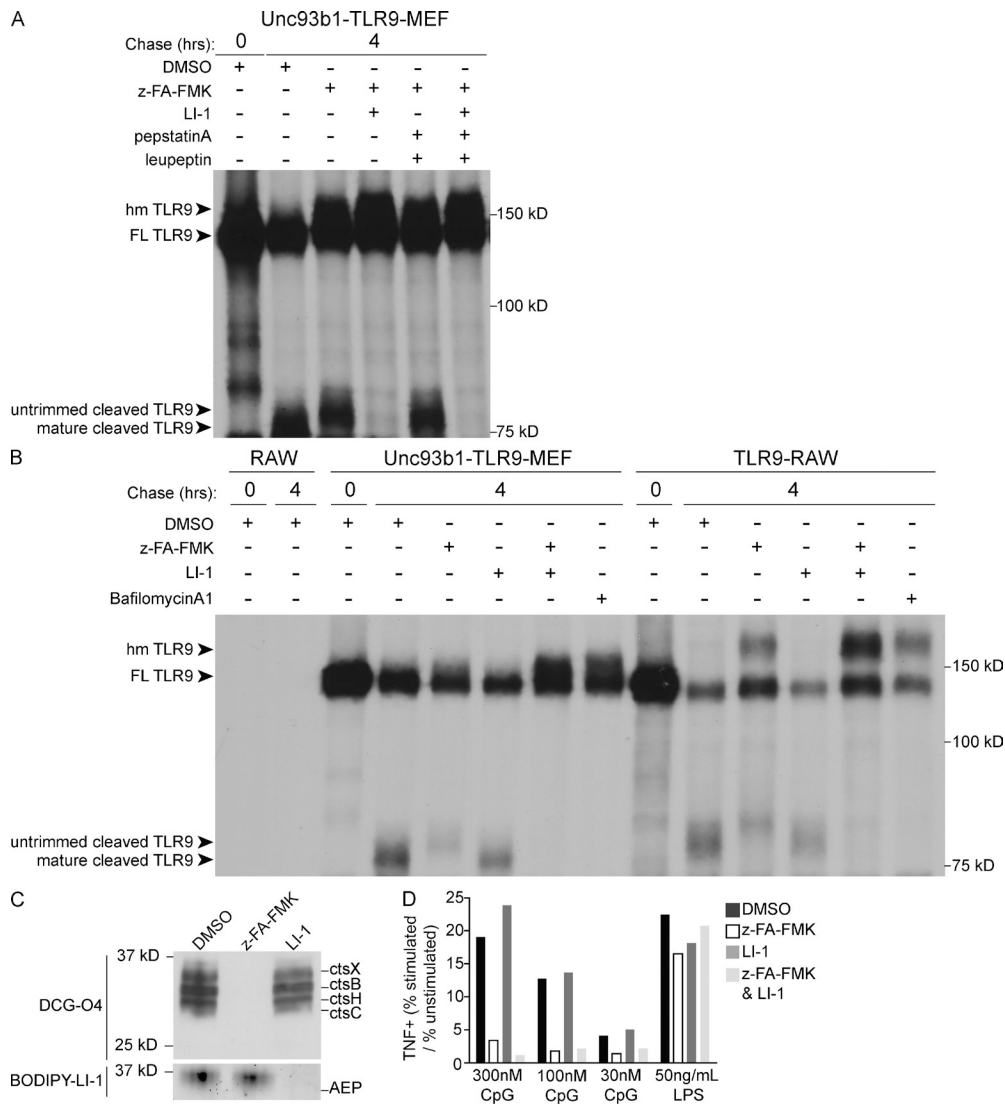 A
Unc93b1-TLR9-MEF
Chase (hrs): 0 4
DMSO + + – – – –
z-FA-FMK – – + + + +
LI-1 – – – + – +
pepstatinA – – – – + +
leupeptin – – – – + +
hm TLR9
FL TLR9
untrimmed cleaved TLR9
mature cleaved TLR9
–150 kD
–100 kD
–75 kD
B
RAW Unc93b1-TLR9-MEF TLR9-RAW
Chase (hrs): 0 4 0 4 0 4
DMSO + + + + – – – – + + – – – –
z-FA-FMK – – – – + – + – – – + – + –
LI-1 – – – – – + + – – – – + + –
BafilomycinA1 – – – – – – – + – – – – – +
hm TLR9
FL TLR9
untrimmed cleaved TLR9
mature cleaved TLR9
–150 kD
–100 kD
–75 kD
C
DMSO z-FA-FMK LI-1
37 kD –
DCG-O4
25 kD –
–ctsX
–ctsB
–ctsH
–ctsC
BODIPY-LI-1
37 kD –
–AEP
D
TNF+ (% stimulated / % unstimulated)
25
20
15
10
5
0
300nM CpG
100nM CpG
30nM CpG
50ng/mL LPS
DMSO
z-FA-FMK
LI-1
z-FA-FMK
& LI-1